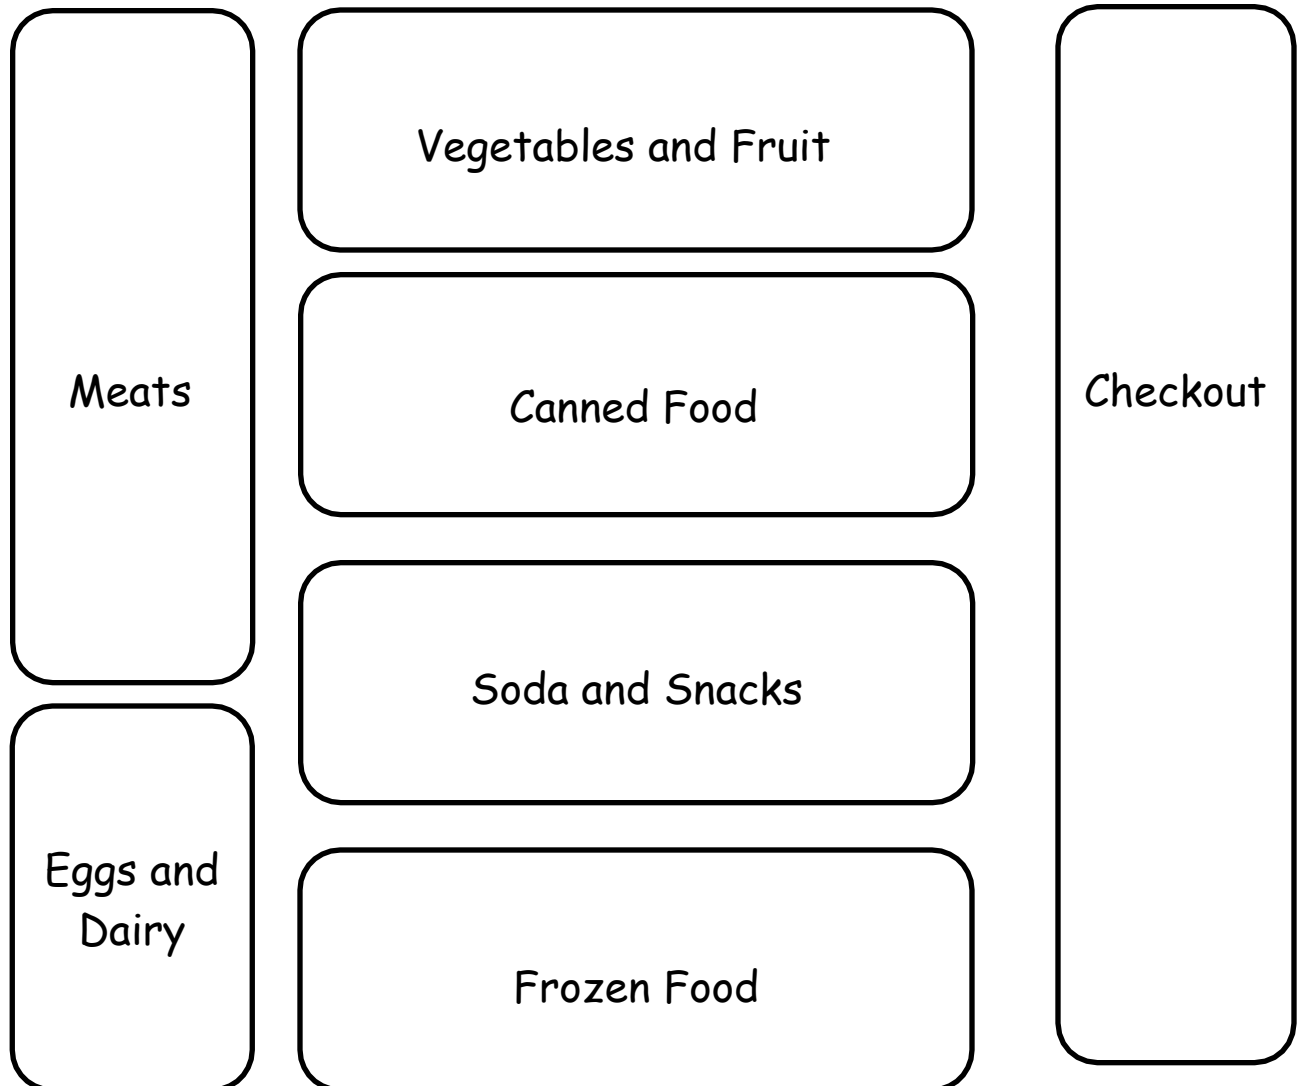 Vegetables and Fruit
Meats
Canned Food
Checkout
Soda and Snacks
Eggs and
Dairy
Frozen Food